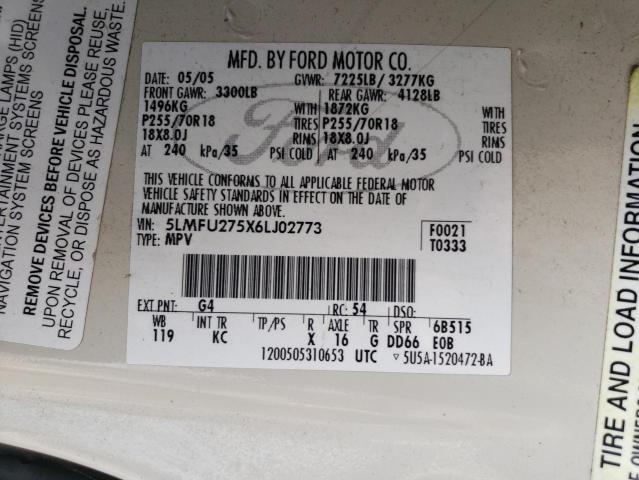 MFD. BY FORD MOTOR CO.
DATE: 05/05 GVWR: 7225LB/ 3277KG
FRONT GAWR: 3300LB REAR GAWR: 4128LB
1496KG WITH 1872KG WITH
P255/70R18 TIRES P255/70R18 TIRES
18X8.0J RIMS 18X8.0J RIMS
AT 240 kPa/35 PSI COLD AT 240 kPa/35 PSI COLD
Ford
THIS VEHICLE CONFORMS TO ALL APPLICABLE FEDERAL MOTOR
VEHICLE SAFETY STANDARDS IN EFFECT ON THE DATE OF
MANUFACTURE SHOWN ABOVE.
VIN: 5LMFU275X6LJ02773 F0021
TYPE: MPV T0333
EXT PNT: G4 RC: 54 DSO:
WB INT TR TP/PS R AXLE TR SPR 6B515
119 KC X 16 G DD66 EOB
1200505310653 UTC ▽5U5A-1520472-BA
LAMPS (HID)
SYSTEM SCREENS
NAVIGATION SYSTEMS SCREENS
REMOVE DEVICES BEFORE VEHICLE DISPOSAL.
UPON REMOVAL OF DEVICES PLEASE REUSE,
RECYCLE, OR DISPOSE AS HAZARDOUS WASTE.
TIRE AND LOAD INFORMATION